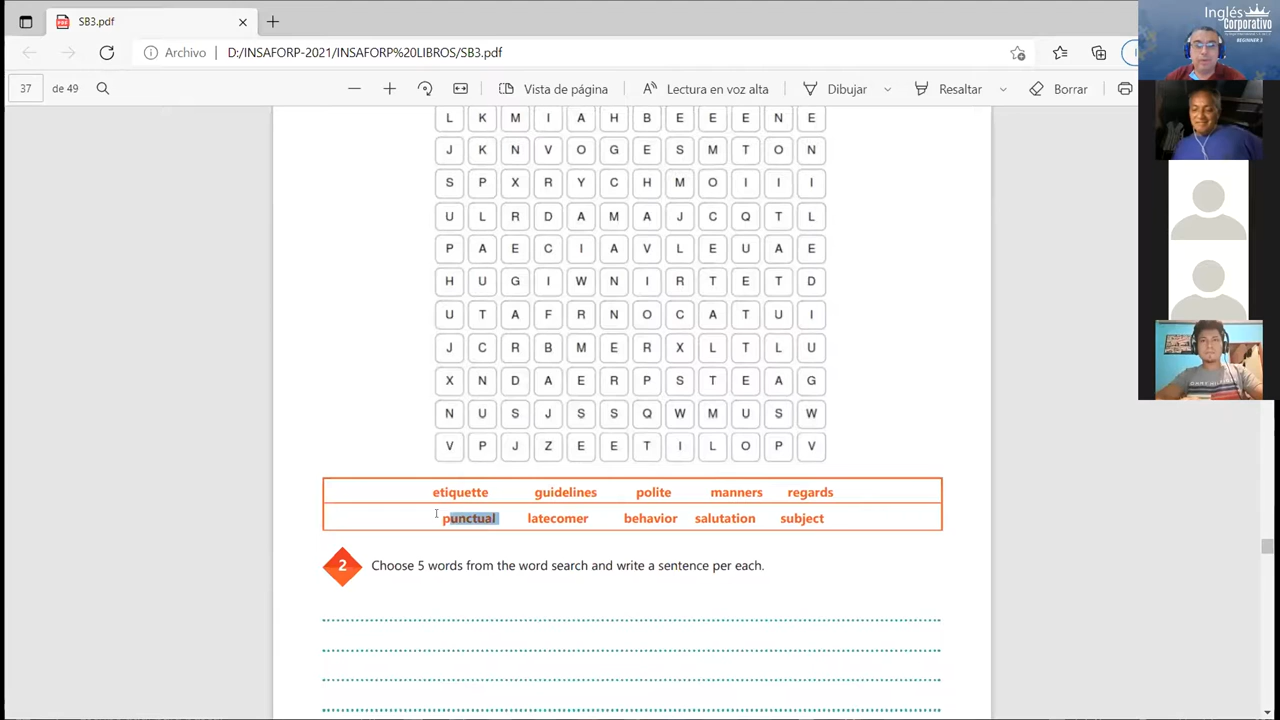 SB3.pdf
Archivo D:/INSAFORP-2021/INSAFORP%20LIBROS/SB3.pdf
37 de 49 Vista de página Lectura en voz alta Dibujar Resaltar Borrar
Inglés
Corporativo
BEGINNER 3
L K M I A H B E E E N E
J K N V O G E S M T O N
S P X R Y C H M O I I I
U L R D A M A J C Q T L
P A E C I A V L E U A E
H U G I W N I R T E T D
U T A F R N O C A T U I
J C R B M E R X L T L U
X N D A E R P S T E A G
N U S J S S Q W M U S W
V P J Z E E T I L O P V
etiquette guidelines polite manners regards
punctual latecomer behavior salutation subject
2 Choose 5 words from the word search and write a sentence per each.